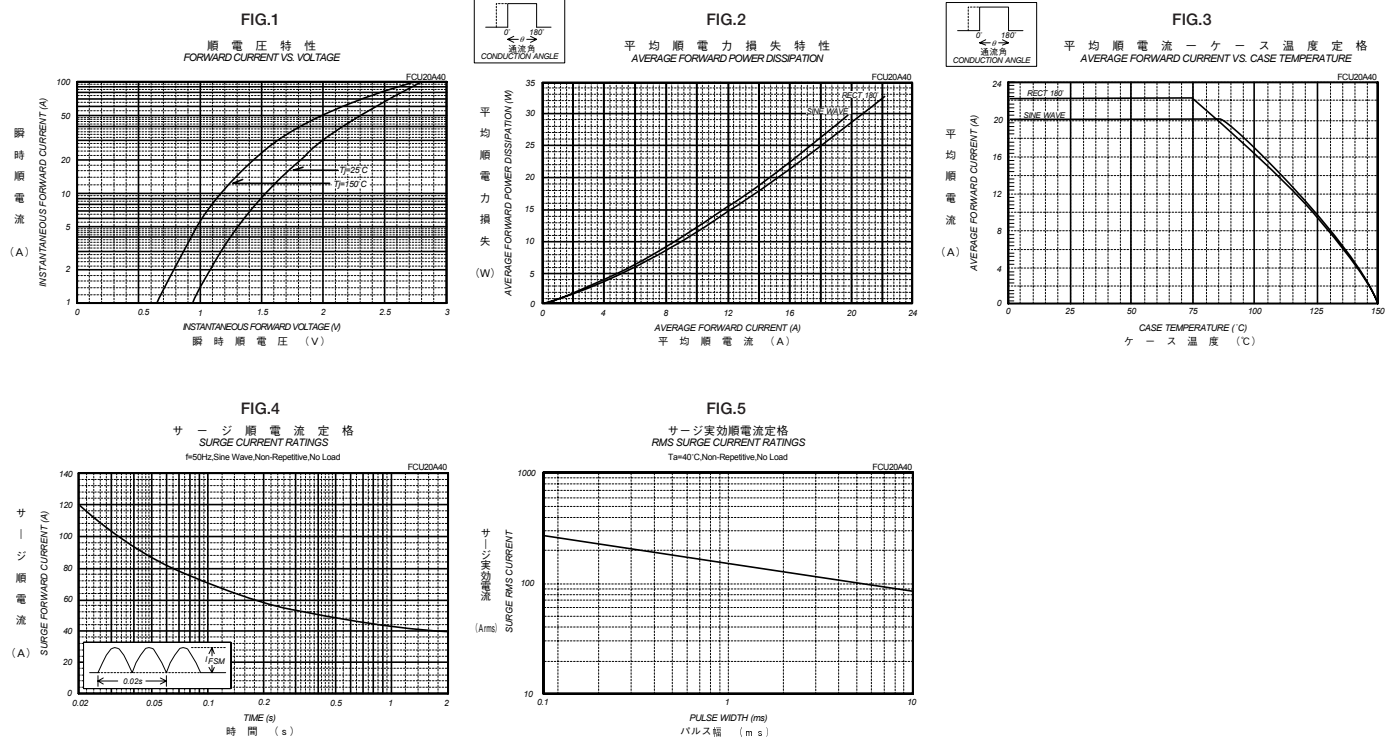 FIG.1
順電圧特性
FORWARD CURRENT VS. VOLTAGE
FCU20A40
瞬時順電流 (A)
INSTANTANEOUS FORWARD CURRENT (A)
100
50
20
10
5
2
1
Tj=25°C
Tj=150°C
0 0.5 1 1.5 2 2.5 3
INSTANTANEOUS FORWARD VOLTAGE (V)
瞬時順電圧 (V)
0° 180°
θ
通流角
CONDUCTION ANGLE
FIG.2
平均順電力損失特性
AVERAGE FORWARD POWER DISSIPATION
FCU20A40
平均順電力損失 (W)
AVERAGE FORWARD POWER DISSIPATION (W)
35
30
25
20
15
10
5
0
RECT 180°
SINE WAVE
0 4 8 12 16 20 24
AVERAGE FORWARD CURRENT (A)
平均順電流 (A)
0° 180°
θ
通流角
CONDUCTION ANGLE
FIG.3
平均順電流ーケース温度定格
AVERAGE FORWARD CURRENT VS. CASE TEMPERATURE
FCU20A40
平均順電流 (A)
AVERAGE FORWARD CURRENT (A)
24
20
16
12
8
4
0
RECT 180°
SINE WAVE
0 25 50 75 100 125 150
CASE TEMPERATURE (°C)
ケース温度 (℃)
FIG.4
サージ順電流定格
SURGE CURRENT RATINGS
f=50Hz,Sine Wave,Non-Repetitive,No Load
FCU20A40
サージ順電流 (A)
SURGE FORWARD CURRENT (A)
140
120
100
80
60
40
20
0
IFSM
0.02s
0.02 0.05 0.1 0.2 0.5 1 2
TIME (s)
時間 (s)
FIG.5
サージ実効順電流定格
RMS SURGE CURRENT RATINGS
Ta=40°C,Non-Repetitive,No Load
FCU20A40
サージ実効電流 (Arms)
SURGE RMS CURRENT
1000
100
10
0.1 1 10
PULSE WIDTH (ms)
パルス幅 (ms)